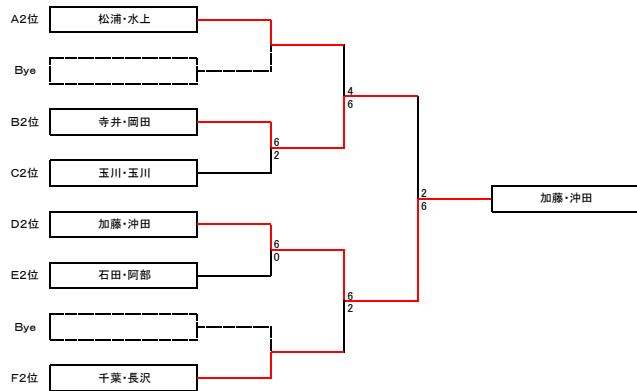 A2位 松浦・水上
Bye
4
6
B2位 寺井・岡田
6
2
C2位 玉川・玉川
2
6
加藤・沖田
D2位 加藤・沖田
6
0
E2位 石田・阿部
6
2
Bye
F2位 千葉・長沢